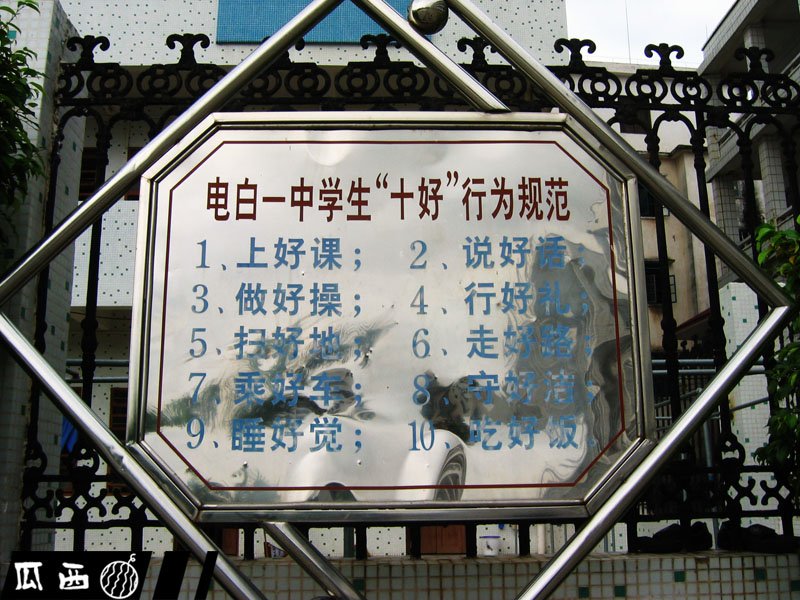 电白一中学生“十好”行为规范
1、上好课； 2、说好话；
3、做好操； 4、行好礼；
5、扫好地； 6、走好路；
7、乘好车； 8、守好洁；
9、睡好觉； 10、吃好饭；
瓜西